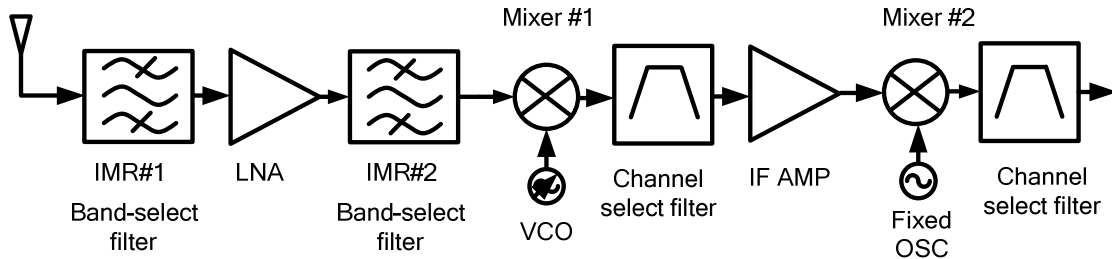 Mixer #1
Mixer #2
IMR#1
LNA
IMR#2
IF AMP
Band-select
filter
Band-select
filter
VCO
Channel
select filter
Fixed
OSC
Channel
select filter